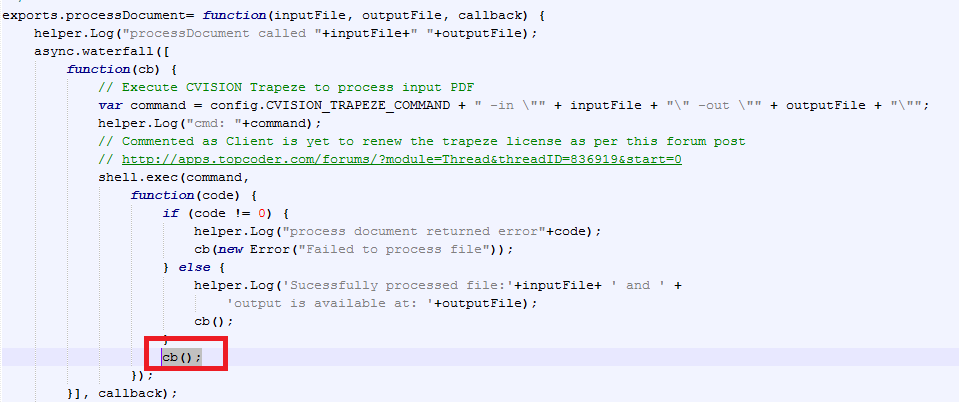 exports.processDocument= function(inputFile, outputFile, callback) {
    helper.Log("processDocument called "+inputFile+" "+outputFile);
    async.waterfall([
        function(cb) {
            // Execute CVISION Trapeze to process input PDF
            var command = config.CVISION_TRAPEZE_COMMAND + " -in \"" + inputFile + "\" -out \"" + outputFile + "\"";
            helper.Log("cmd: "+command);
            // Commented as Client is yet to renew the trapeze license as per this forum post
            // http://apps.topcoder.com/forums/?module=Thread&threadID=836919&start=0
            shell.exec(command,
                function(code) {
                    if (code != 0) {
                        helper.Log("process document returned error"+code);
                        cb(new Error("Failed to process file"));
                    } else {
                        helper.Log('Sucessfully processed file:'+inputFile+ ' and ' +
                            'output is available at: '+outputFile);
                        cb();
                    }
                    cb();
                });
        }], callback);